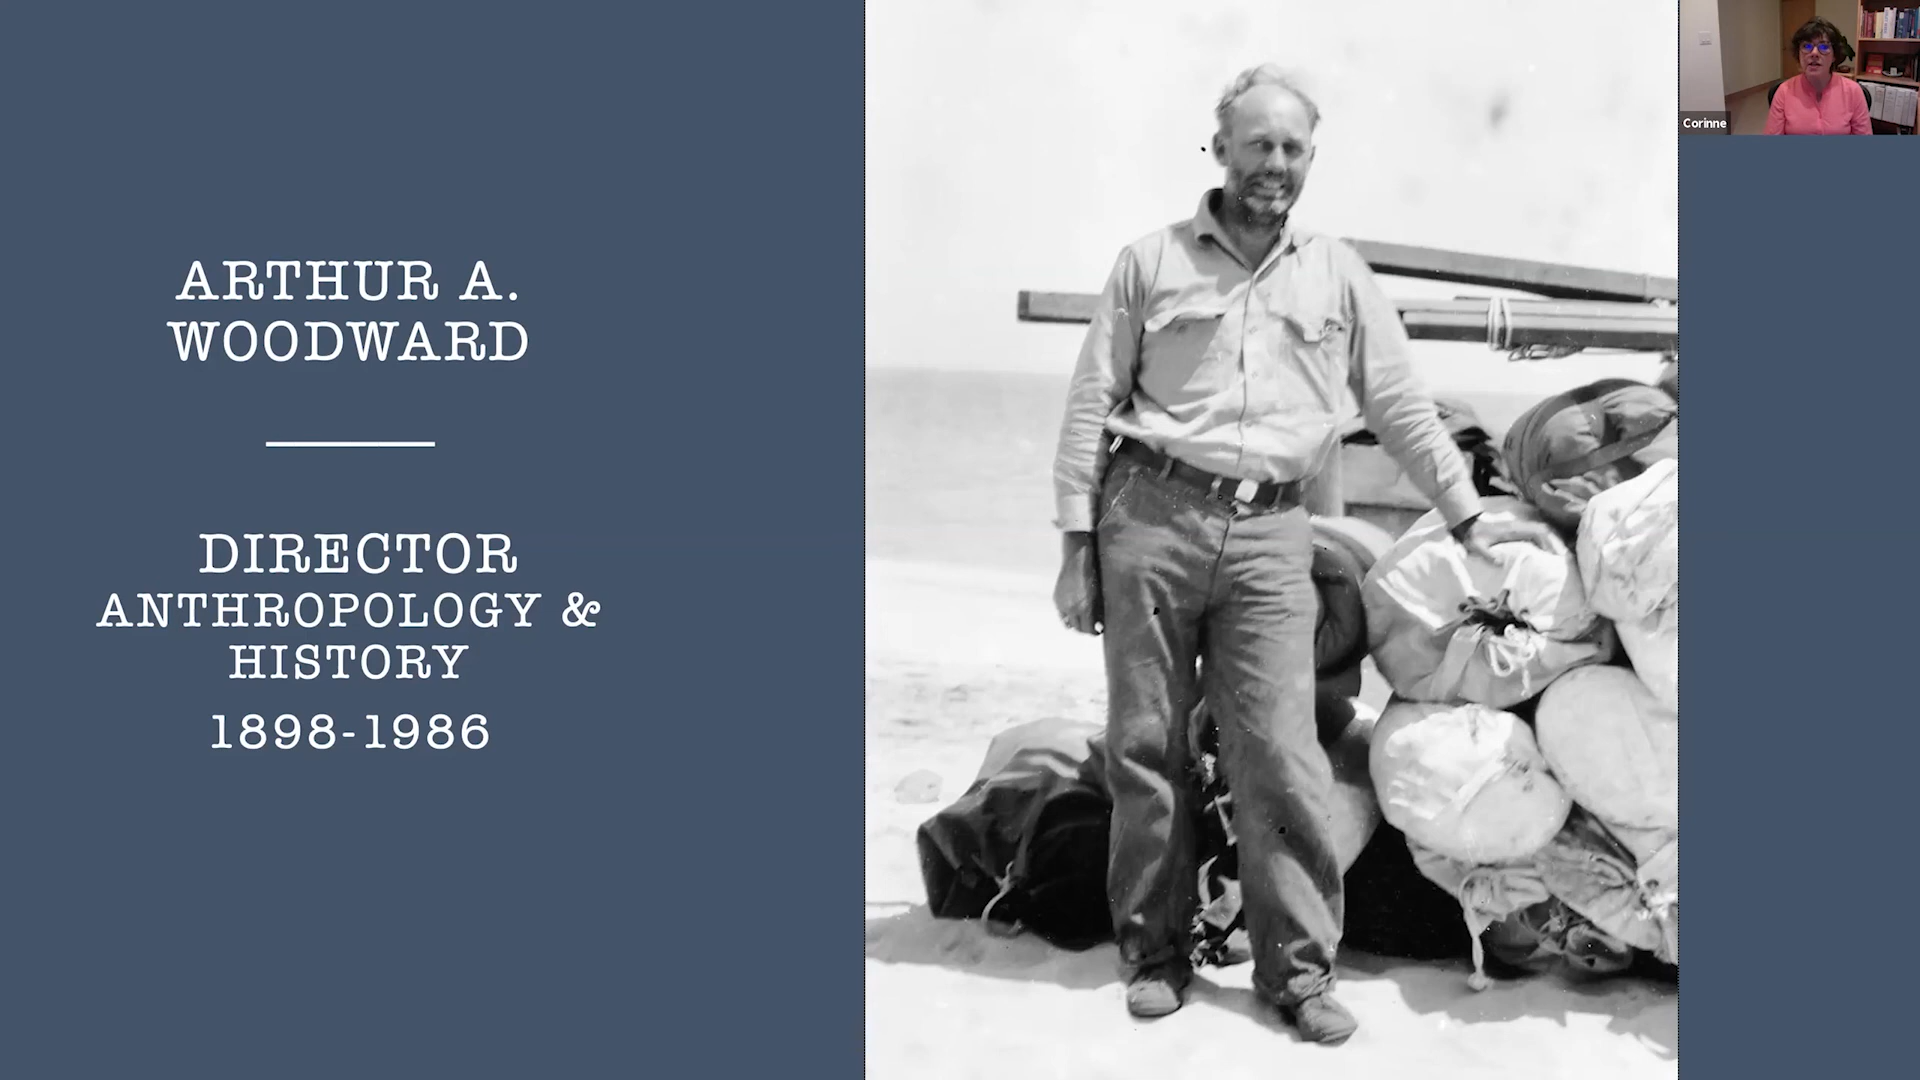 ARTHUR A.
WOODWARD
DIRECTOR
ANTHROPOLOGY &
HISTORY
1898-1986
Corinne